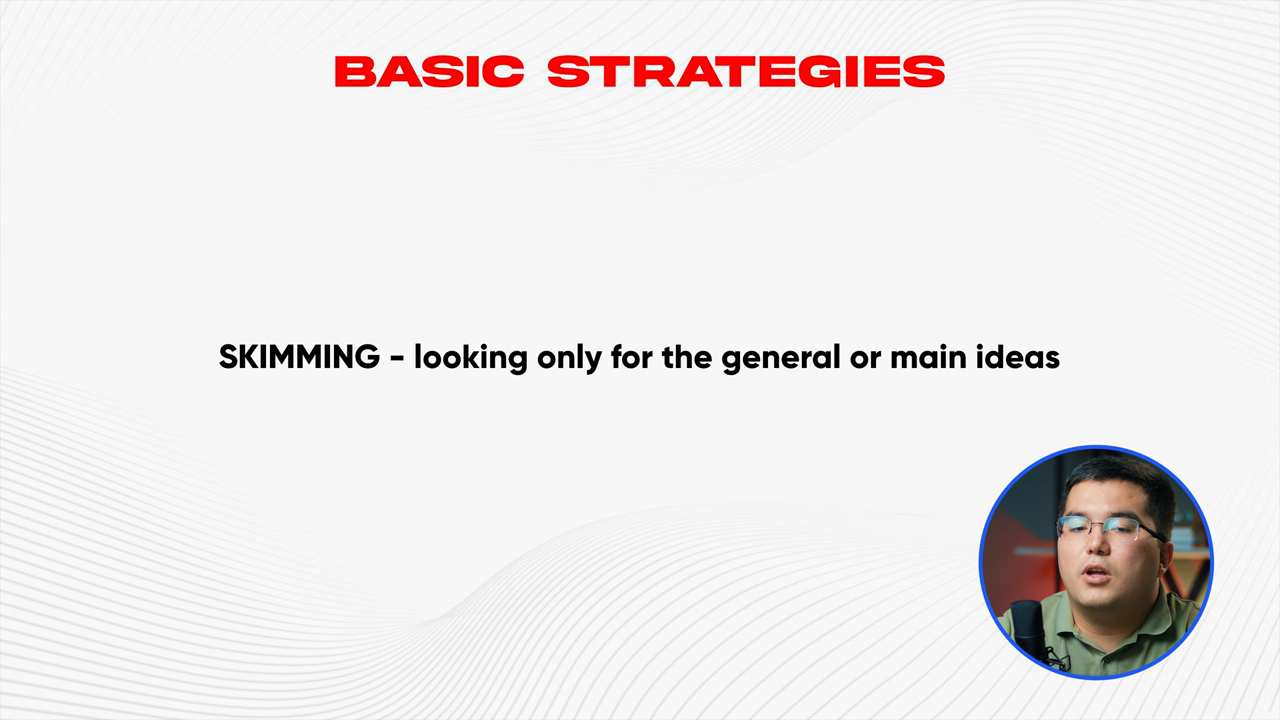 BASIC STRATEGIES
SKIMMING - looking only for the general or main ideas